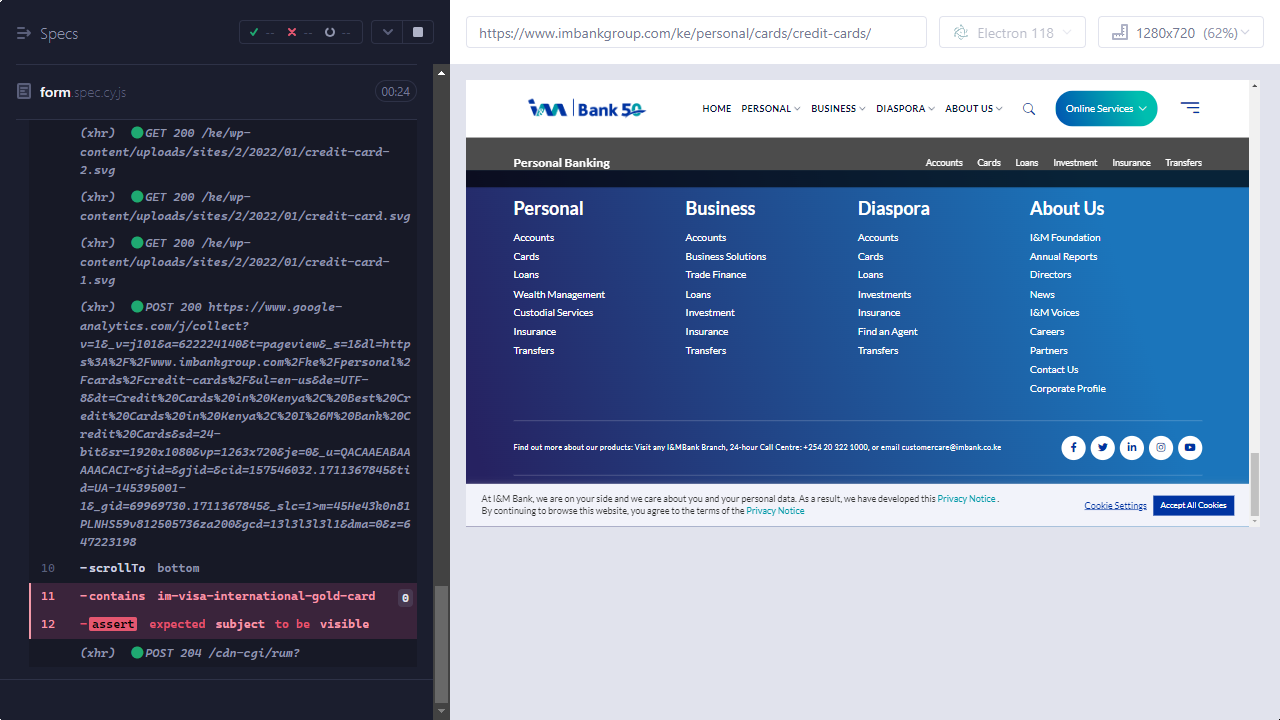 Specs
-- -- --
form.spec.cy.js
00:24
(xhr) GET 200 /ke/wp-
content/uploads/sites/2/2022/01/credit-card-
2.svg
(xhr) GET 200 /ke/wp-
content/uploads/sites/2/2022/01/credit-card.svg
(xhr) GET 200 /ke/wp-
content/uploads/sites/2/2022/01/credit-card-
1.svg
(xhr) POST 200 https://www.google-
analytics.com/j/collect?
v=1&_v=j101&a=622224140&t=pageview&_s=1&dl=http
s%3A%2F%2Fwww.imbankgroup.com%2Fke%2Fpersonal%2
Fcards%2Fcredit-cards%2F&ul=en-us&de=UTF-
8&dt=Credit%20Cards%20in%20Kenya%2C%20Best%20Cr
edit%20Cards%20in%20Kenya%2C%20I%26M%20Bank%20C
redit%20Cards&sd=24-
bit&sr=1920x1080&vp=1263x720&je=0&_u=QACAAEABAA
AAACACI~&jid=&gjid=&cid=157546032.1711367845&ti
d=UA-145395001-
1&_gid=69969730.1711367845&_slc=1>m=45He43k0n81
PLNHS59v812505736za200&gcd=13l3l3l3l1&dma=0&z=6
47223198
10 -scrollTo bottom
11 -contains im-visa-international-gold-card 0
12 -assert expected subject to be visible
(xhr) POST 204 /cdn-cgi/rum?
https://www.imbankgroup.com/ke/personal/cards/credit-cards/
Electron 118
1280x720 (62%)
I&M Bank 50
HOME PERSONAL BUSINESS DIASPORA ABOUT US
Online Services
Personal Banking
Accounts Cards Loans Investment Insurance Transfers
Personal
Accounts
Cards
Loans
Wealth Management
Custodial Services
Insurance
Transfers
Business
Accounts
Business Solutions
Trade Finance
Loans
Investment
Insurance
Transfers
Diaspora
Accounts
Cards
Loans
Investments
Insurance
Find an Agent
Transfers
About Us
I&M Foundation
Annual Reports
Directors
News
I&M Voices
Careers
Partners
Contact Us
Corporate Profile
Find out more about our products: Visit any I&MBank Branch, 24-hour Call Centre: +254 20 322 1000, or email customercare@imbank.co.ke
At I&M Bank, we are on your side and we care about you and your personal data. As a result, we have developed this Privacy Notice .
By continuing to browse this website, you agree to the terms of the Privacy Notice
Cookie Settings
Accept All Cookies